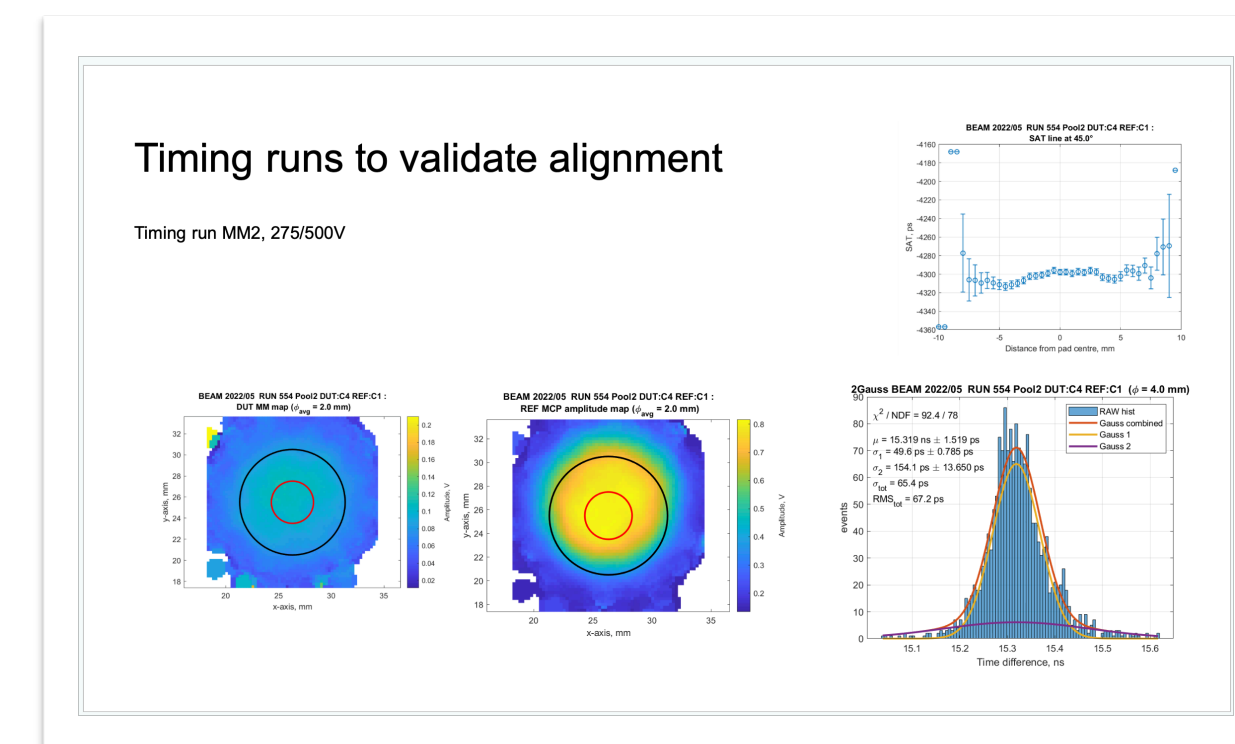 Timing runs to validate alignment
Timing run MM2, 275/500V
BEAM 2022/05 RUN 554 Pool2 DUT:C4 REF:C1 :
SAT line at 45.0°
-4160
-4180
-4200
-4220
-4240
-4260
-4280
-4300
-4320
-4340
-4360
SAT, ps
-10 -5 0 5 10
Distance from pad centre, mm
BEAM 2022/05 RUN 554 Pool2 DUT:C4 REF:C1 :
DUT MM map (ϕavg = 2.0 mm)
32
30
28
26
24
22
20
18
y-axis, mm
20 25 30 35
x-axis, mm
0.2
0.18
0.16
0.14
0.12
0.1
0.08
0.06
0.04
0.02
Amplitude, V
BEAM 2022/05 RUN 554 Pool2 DUT:C4 REF:C1 :
REF MCP amplitude map (ϕavg = 2.0 mm)
32
30
28
26
24
22
20
18
y-axis, mm
20 25 30 35
x-axis, mm
0.8
0.7
0.6
0.5
0.4
0.3
0.2
Amplitude, V
2Gauss BEAM 2022/05 RUN 554 Pool2 DUT:C4 REF:C1 (ϕ = 4.0 mm)
90
80
70
60
50
40
30
20
10
0
events
χ2 / NDF = 92.4 / 78
μ = 15.319 ns ± 1.519 ps
σ1 = 49.6 ps ± 0.785 ps
σ2 = 154.1 ps ± 13.650 ps
σtot = 65.4 ps
RMStot = 67.2 ps
RAW hist
Gauss combined
Gauss 1
Gauss 2
15.1 15.2 15.3 15.4 15.5 15.6
Time difference, ns